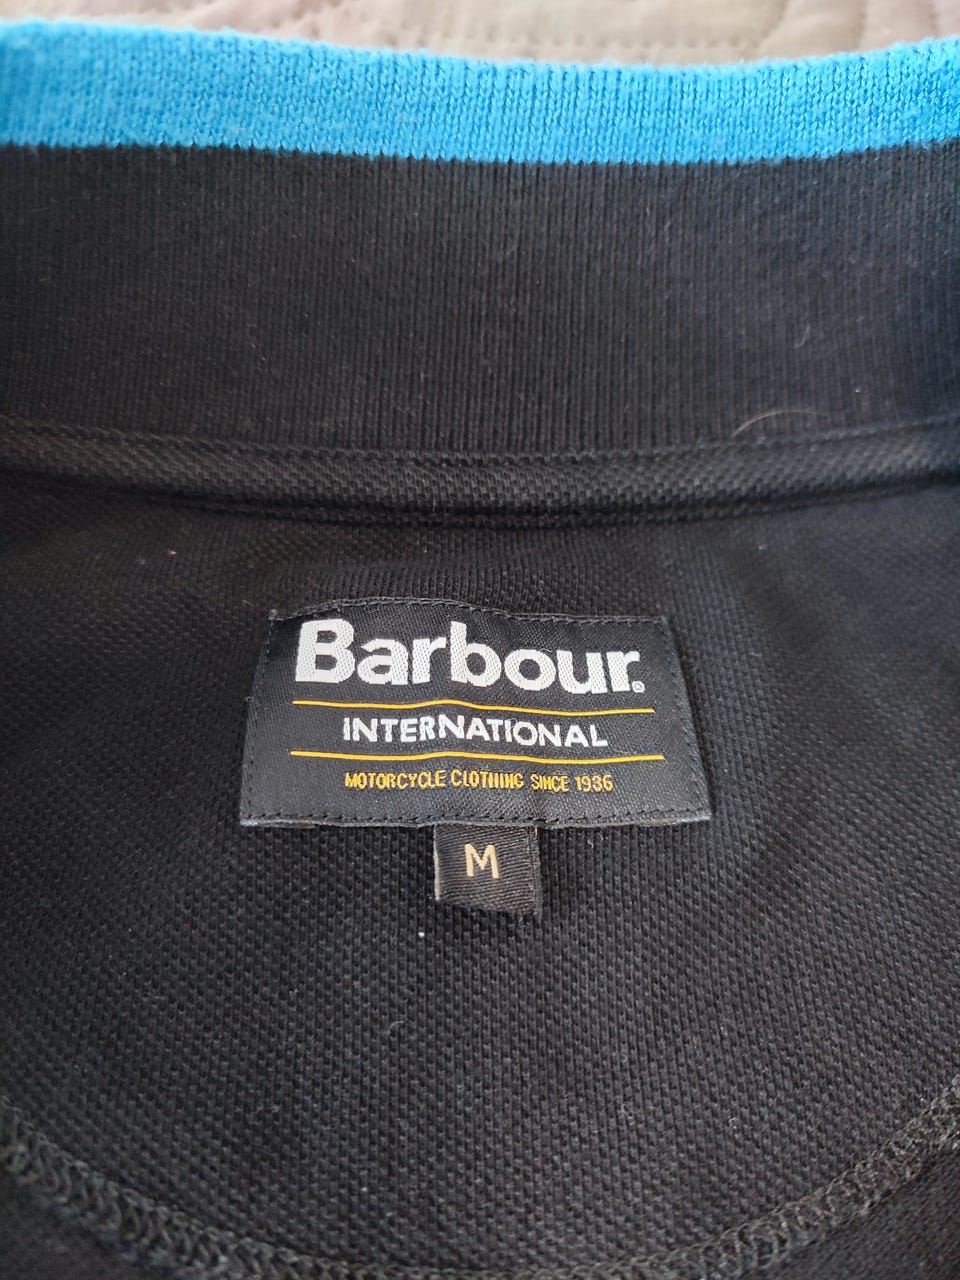 Barbour®
INTERNATIONAL
MOTORCYCLE CLOTHING SINCE 1936
M